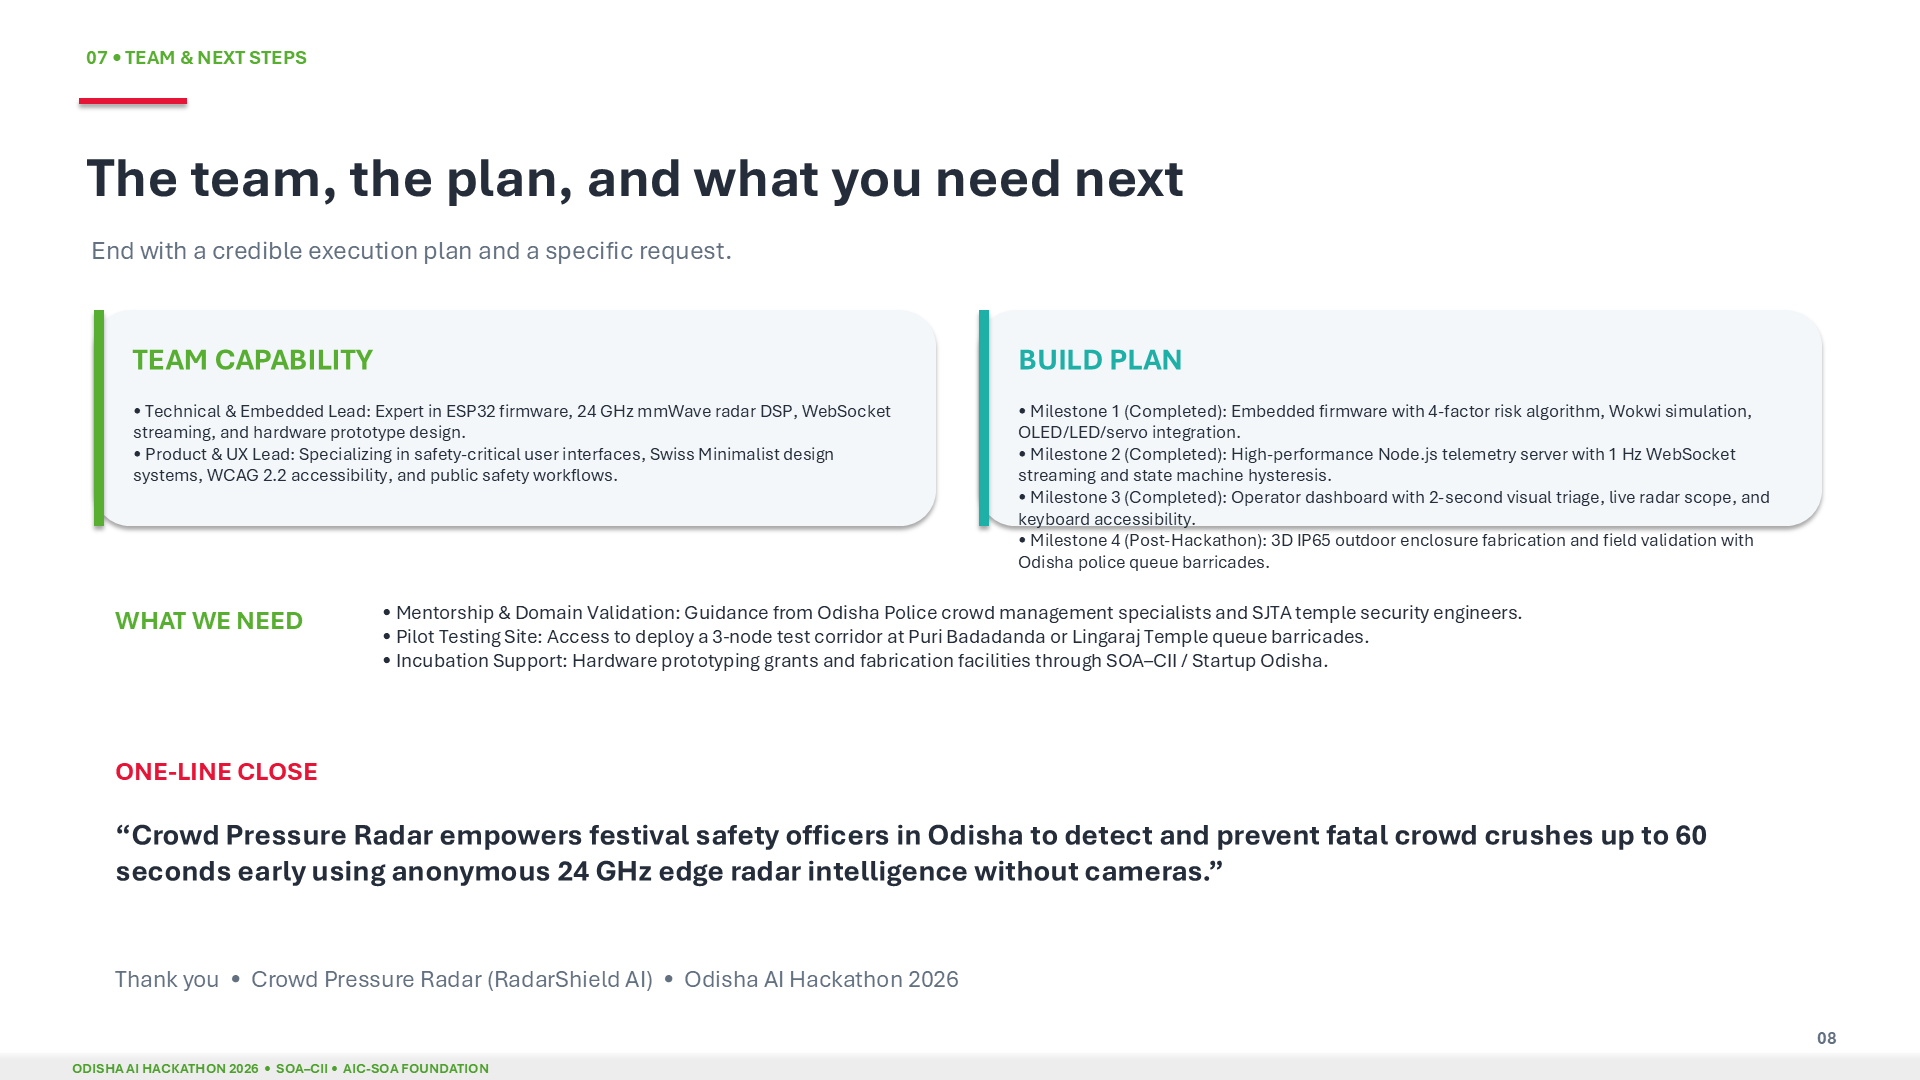 07 • TEAM & NEXT STEPS
The team, the plan, and what you need next
End with a credible execution plan and a specific request.
TEAM CAPABILITY
• Technical & Embedded Lead: Expert in ESP32 firmware, 24 GHz mmWave radar DSP, WebSocket
streaming, and hardware prototype design.
• Product & UX Lead: Specializing in safety-critical user interfaces, Swiss Minimalist design
systems, WCAG 2.2 accessibility, and public safety workflows.
BUILD PLAN
• Milestone 1 (Completed): Embedded firmware with 4-factor risk algorithm, Wokwi simulation,
OLED/LED/servo integration.
• Milestone 2 (Completed): High-performance Node.js telemetry server with 1 Hz WebSocket
streaming and state machine hysteresis.
• Milestone 3 (Completed): Operator dashboard with 2-second visual triage, live radar scope, and
keyboard accessibility.
• Milestone 4 (Post-Hackathon): 3D IP65 outdoor enclosure fabrication and field validation with
Odisha police queue barricades.
WHAT WE NEED
• Mentorship & Domain Validation: Guidance from Odisha Police crowd management specialists and SJTA temple security engineers.
• Pilot Testing Site: Access to deploy a 3-node test corridor at Puri Badadanda or Lingaraj Temple queue barricades.
• Incubation Support: Hardware prototyping grants and fabrication facilities through SOA–CII / Startup Odisha.
ONE-LINE CLOSE
“Crowd Pressure Radar empowers festival safety officers in Odisha to detect and prevent fatal crowd crushes up to 60
seconds early using anonymous 24 GHz edge radar intelligence without cameras.”
Thank you • Crowd Pressure Radar (RadarShield AI) • Odisha AI Hackathon 2026
08
ODISHA AI HACKATHON 2026 • SOA–CII • AIC-SOA FOUNDATION